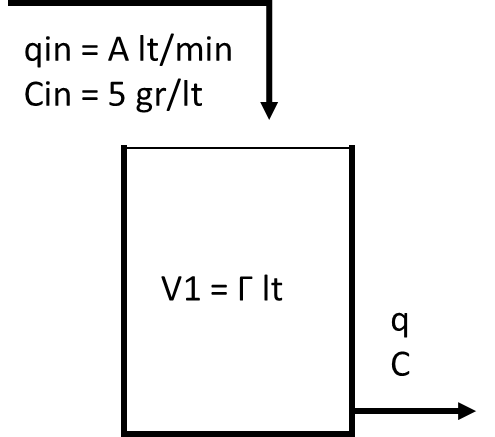 qin = A lt/min
Cin = 5 gr/lt
V1 = Γ lt
q
C